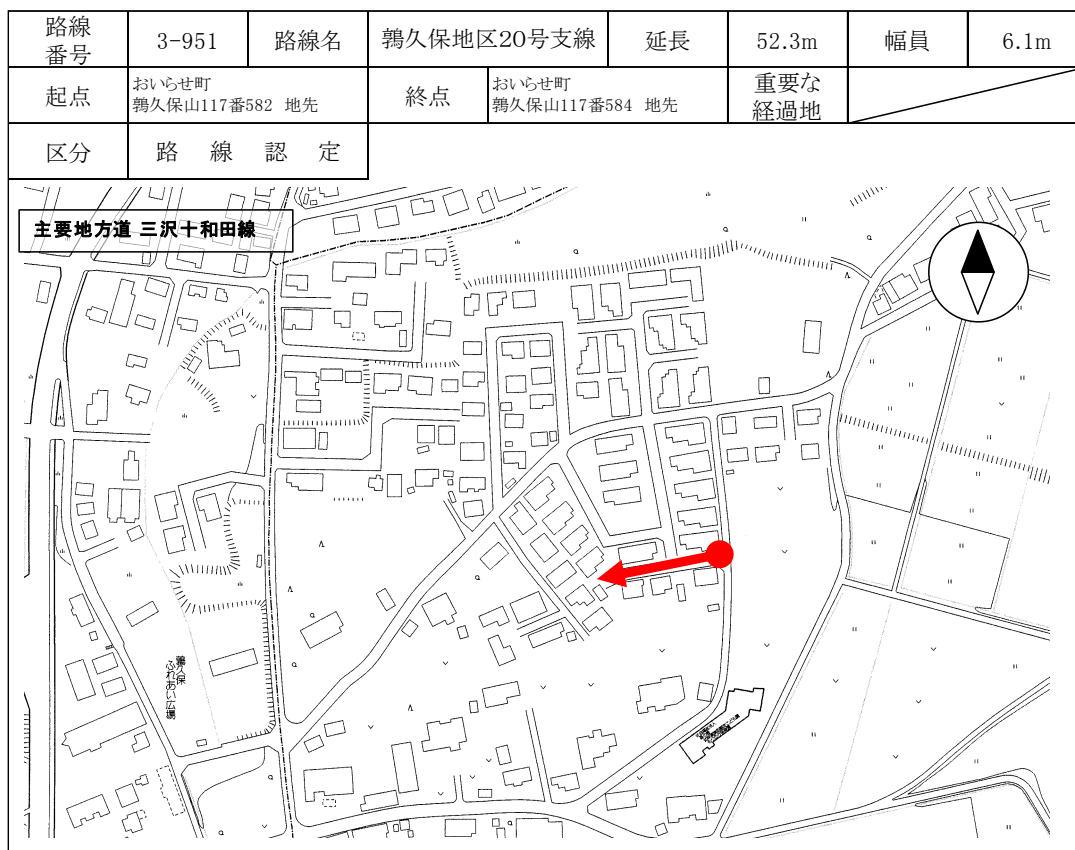 路線番号 3-951 路線名 鶉久保地区20号支線 延長 52.3m 幅員 6.1m
起点 おいらせ町 鶉久保山117番582 地先 終点 おいらせ町 鶉久保山117番584 地先 重要な経過地
区分 路線認定
主要地方道 三沢十和田線
鶉久保
ふれあい広場